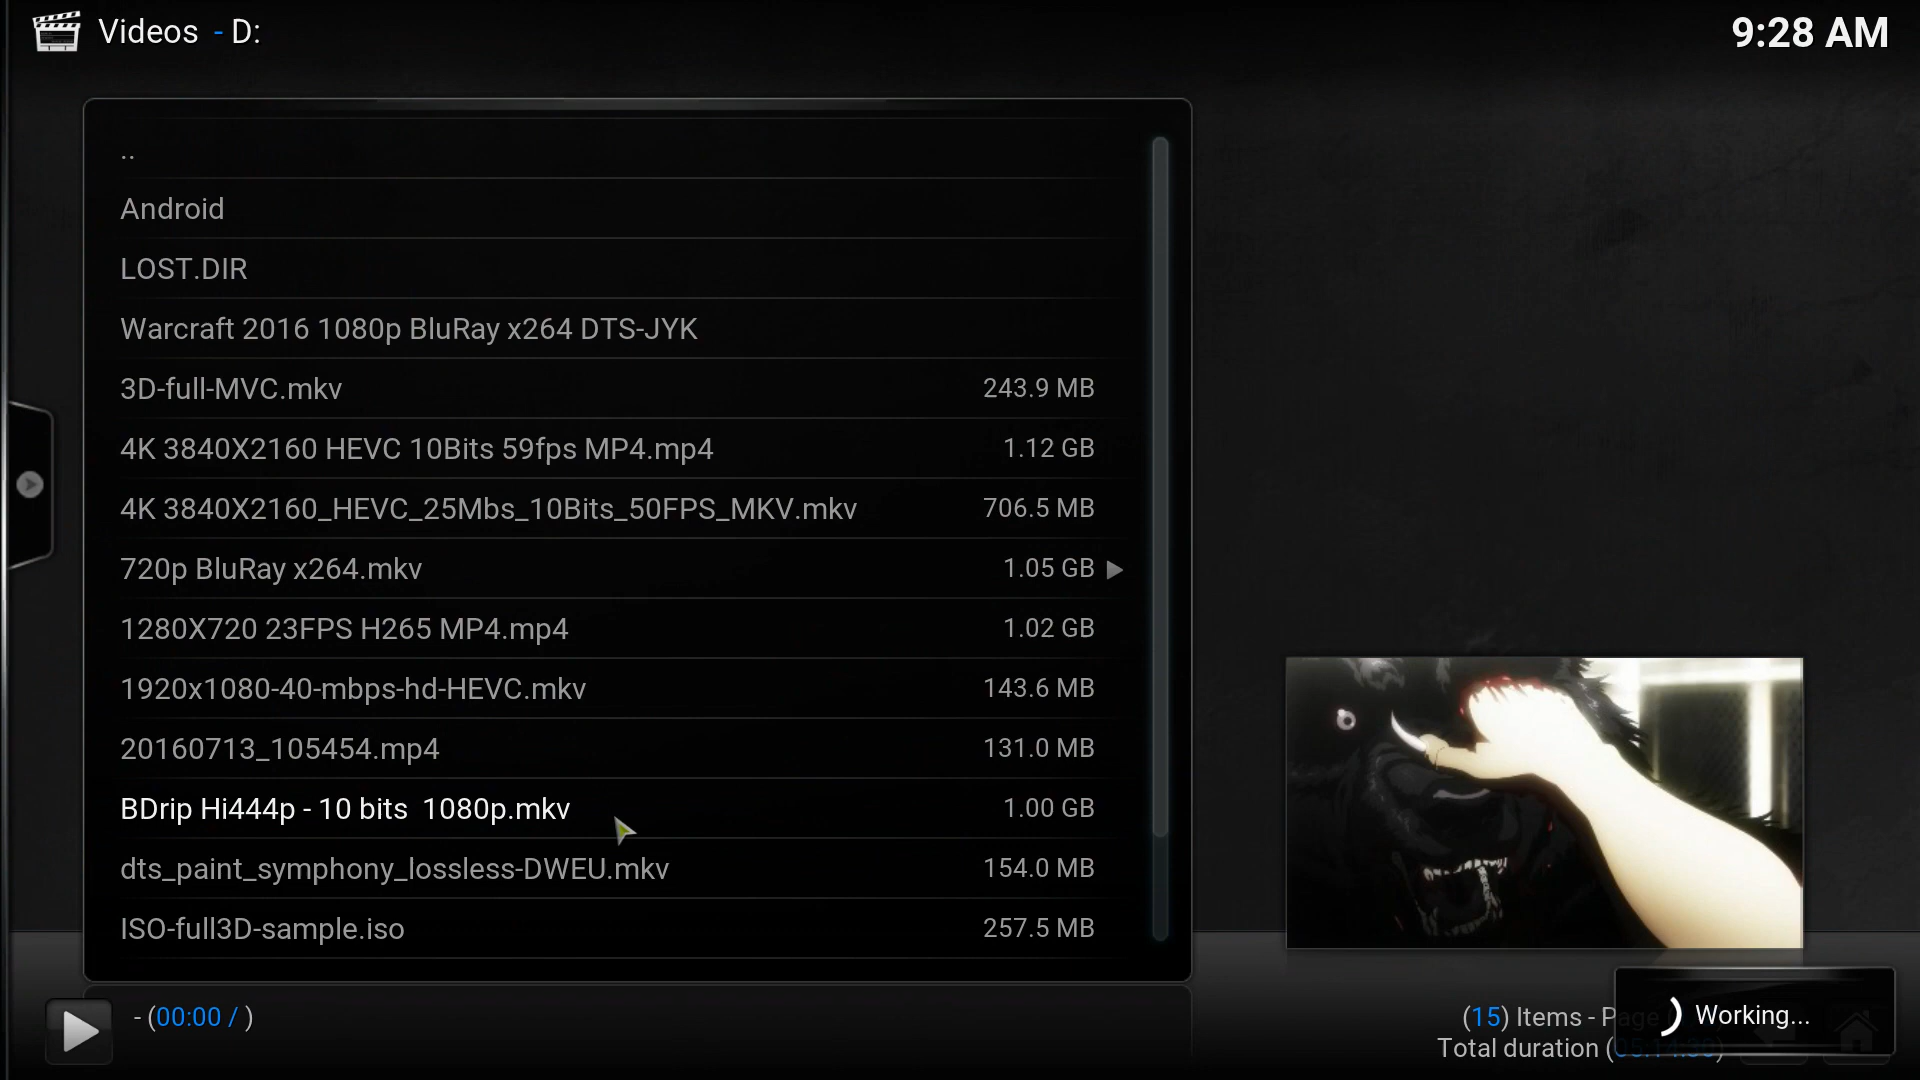 Videos - D:
9:28 AM
..
Android
LOST.DIR
Warcraft 2016 1080p BluRay x264 DTS-JYK
3D-full-MVC.mkv 243.9 MB
4K 3840X2160 HEVC 10Bits 59fps MP4.mp4 1.12 GB
4K 3840X2160_HEVC_25Mbs_10Bits_50FPS_MKV.mkv 706.5 MB
720p BluRay x264.mkv 1.05 GB
1280X720 23FPS H265 MP4.mp4 1.02 GB
1920x1080-40-mbps-hd-HEVC.mkv 143.6 MB
20160713_105454.mp4 131.0 MB
BDrip Hi444p - 10 bits  1080p.mkv 1.00 GB
dts_paint_symphony_lossless-DWEU.mkv 154.0 MB
ISO-full3D-sample.iso 257.5 MB
- (00:00 / )
(15) Items - Page
Working...
Total duration (